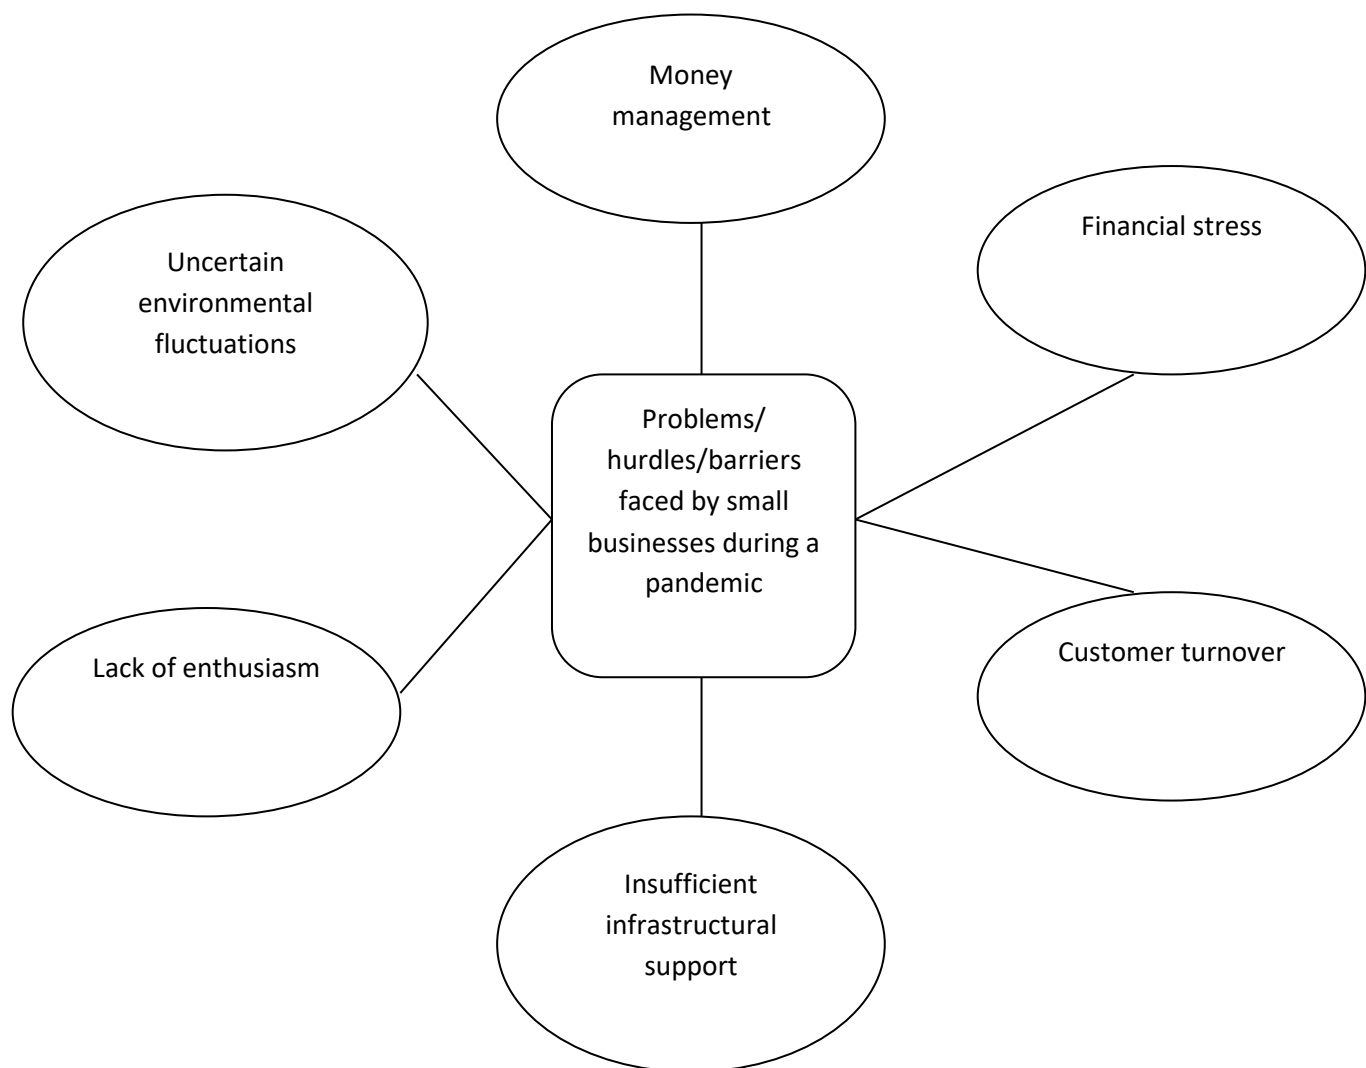 Money
management
Financial stress
Uncertain
environmental
fluctuations
Problems/
hurdles/barriers
faced by small
businesses during a
pandemic
Lack of enthusiasm
Customer turnover
Insufficient
infrastructural
support